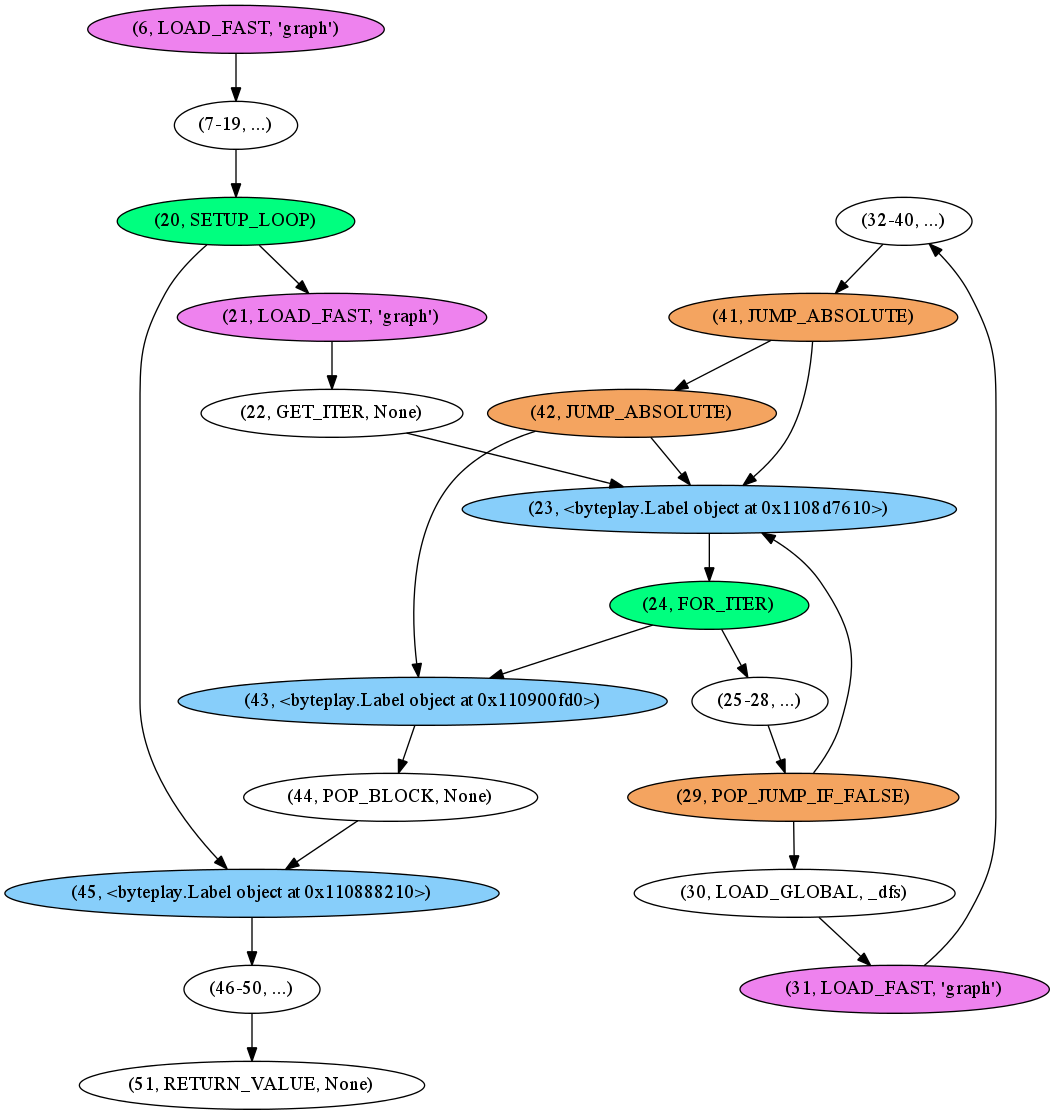 (6, LOAD_FAST, 'graph')
(7-19, ...)
(20, SETUP_LOOP)
(32-40, ...)
(21, LOAD_FAST, 'graph')
(41, JUMP_ABSOLUTE)
(22, GET_ITER, None)
(42, JUMP_ABSOLUTE)
(23, <byteplay.Label object at 0x1108d7610>)
(24, FOR_ITER)
(43, <byteplay.Label object at 0x110900fd0>)
(25-28, ...)
(44, POP_BLOCK, None)
(29, POP_JUMP_IF_FALSE)
(45, <byteplay.Label object at 0x110888210>)
(30, LOAD_GLOBAL, _dfs)
(46-50, ...)
(31, LOAD_FAST, 'graph')
(51, RETURN_VALUE, None)